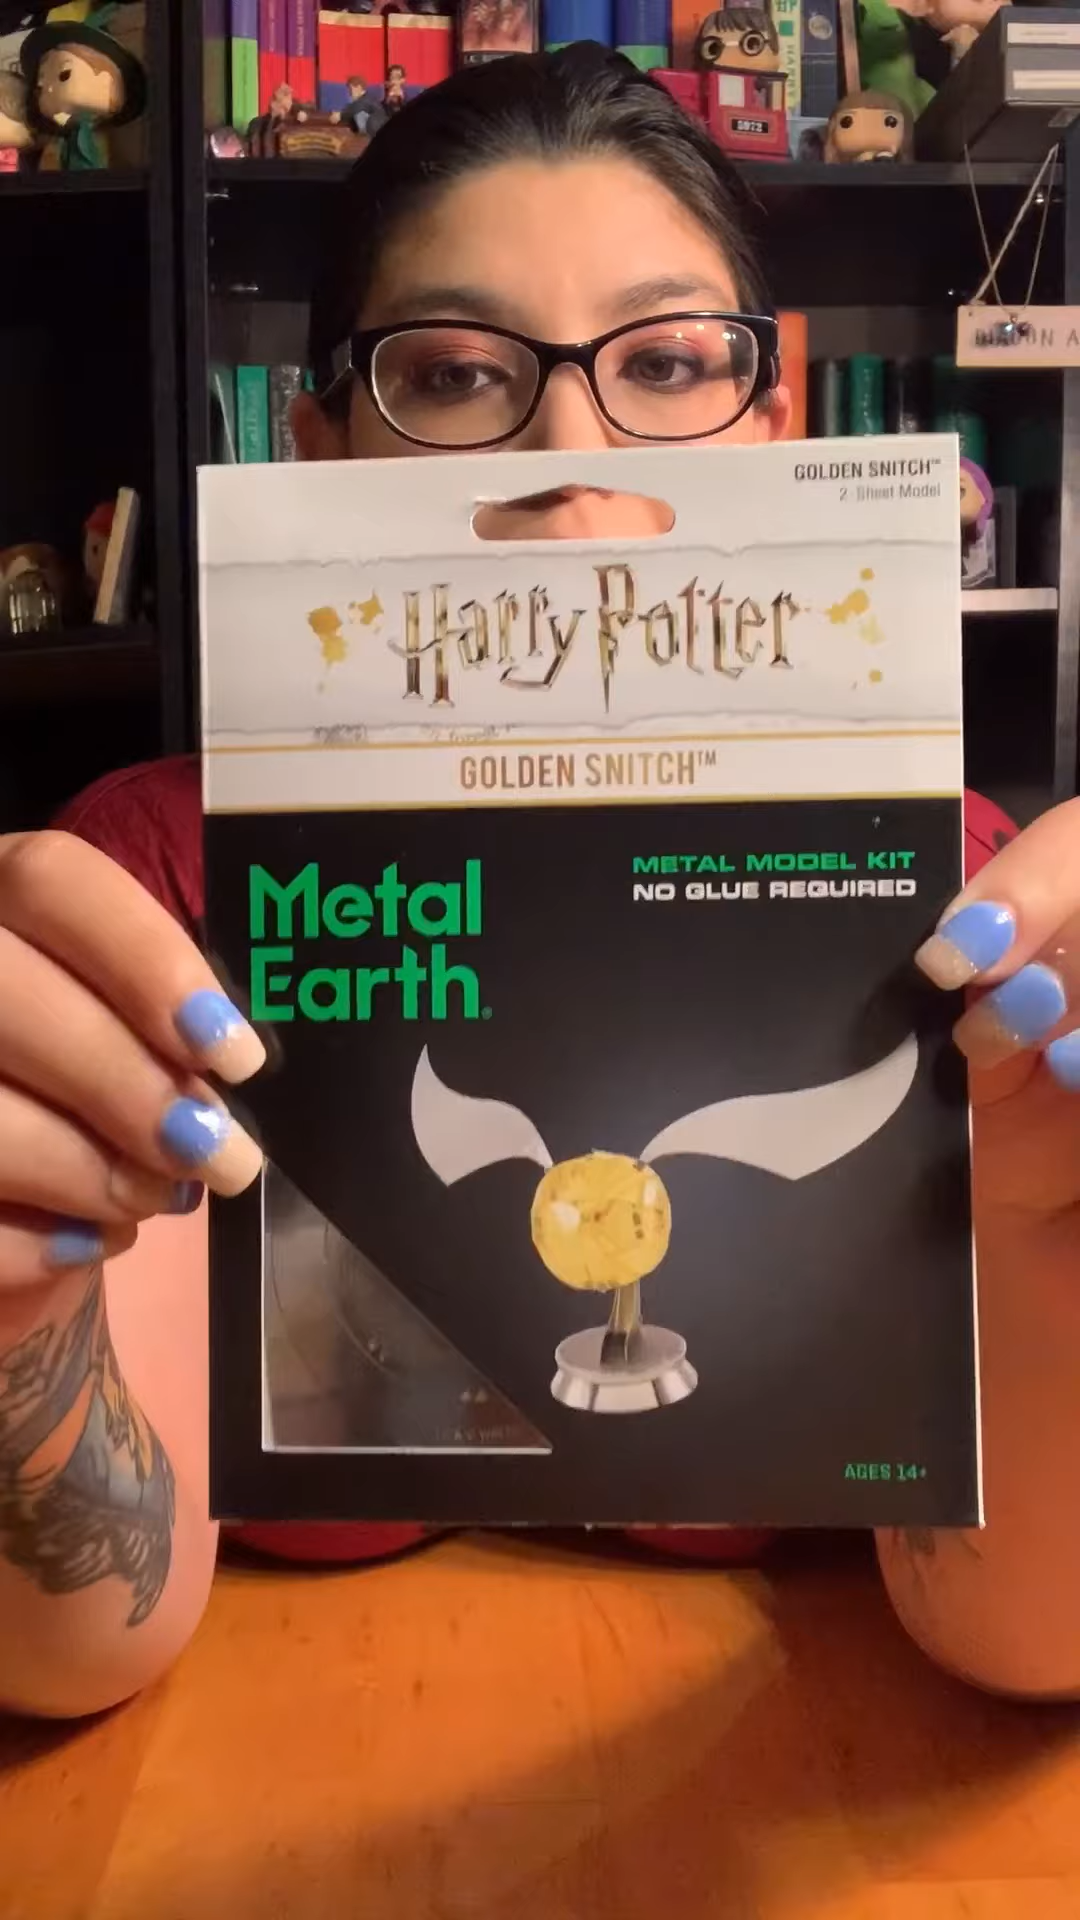 5972
GOLDEN SNITCH™
2 Sheet Model
Harry Potter
GOLDEN SNITCH™
Metal
Earth®
METAL MODEL KIT
NO GLUE REQUIRED
AGES 14+